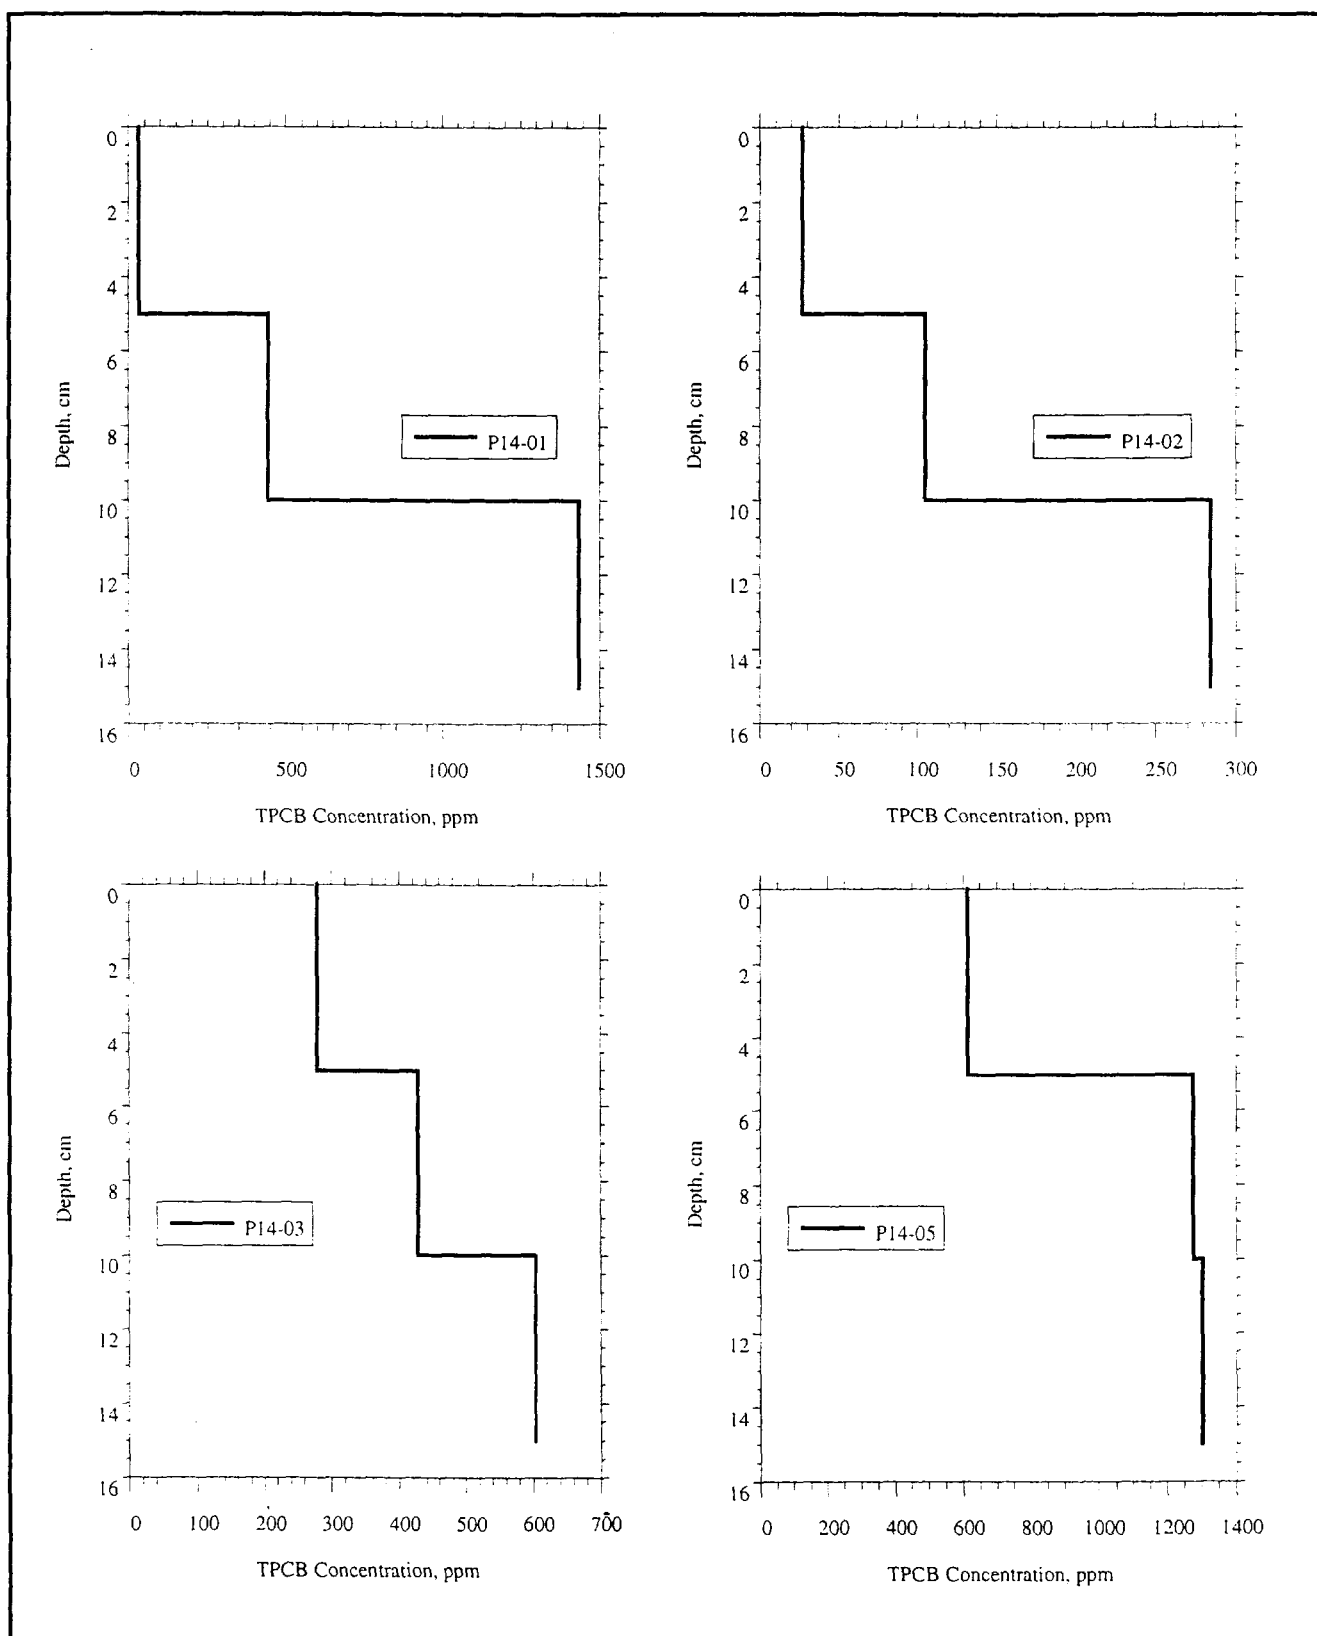 0
2
4
6
8
10
12
14
16
Depth, cm
P14-01
0 500 1000 1500
TPCB Concentration, ppm
0
2
4
6
8
10
12
14
16
Depth, cm
P14-02
0 50 100 150 200 250 300
TPCB Concentration, ppm
0
2
4
6
8
10
12
14
16
Depth, cm
P14-03
0 100 200 300 400 500 600 700
TPCB Concentration, ppm
0
2
4
6
8
10
12
14
16
Depth, cm
P14-05
0 200 400 600 800 1000 1200 1400
TPCB Concentration, ppm